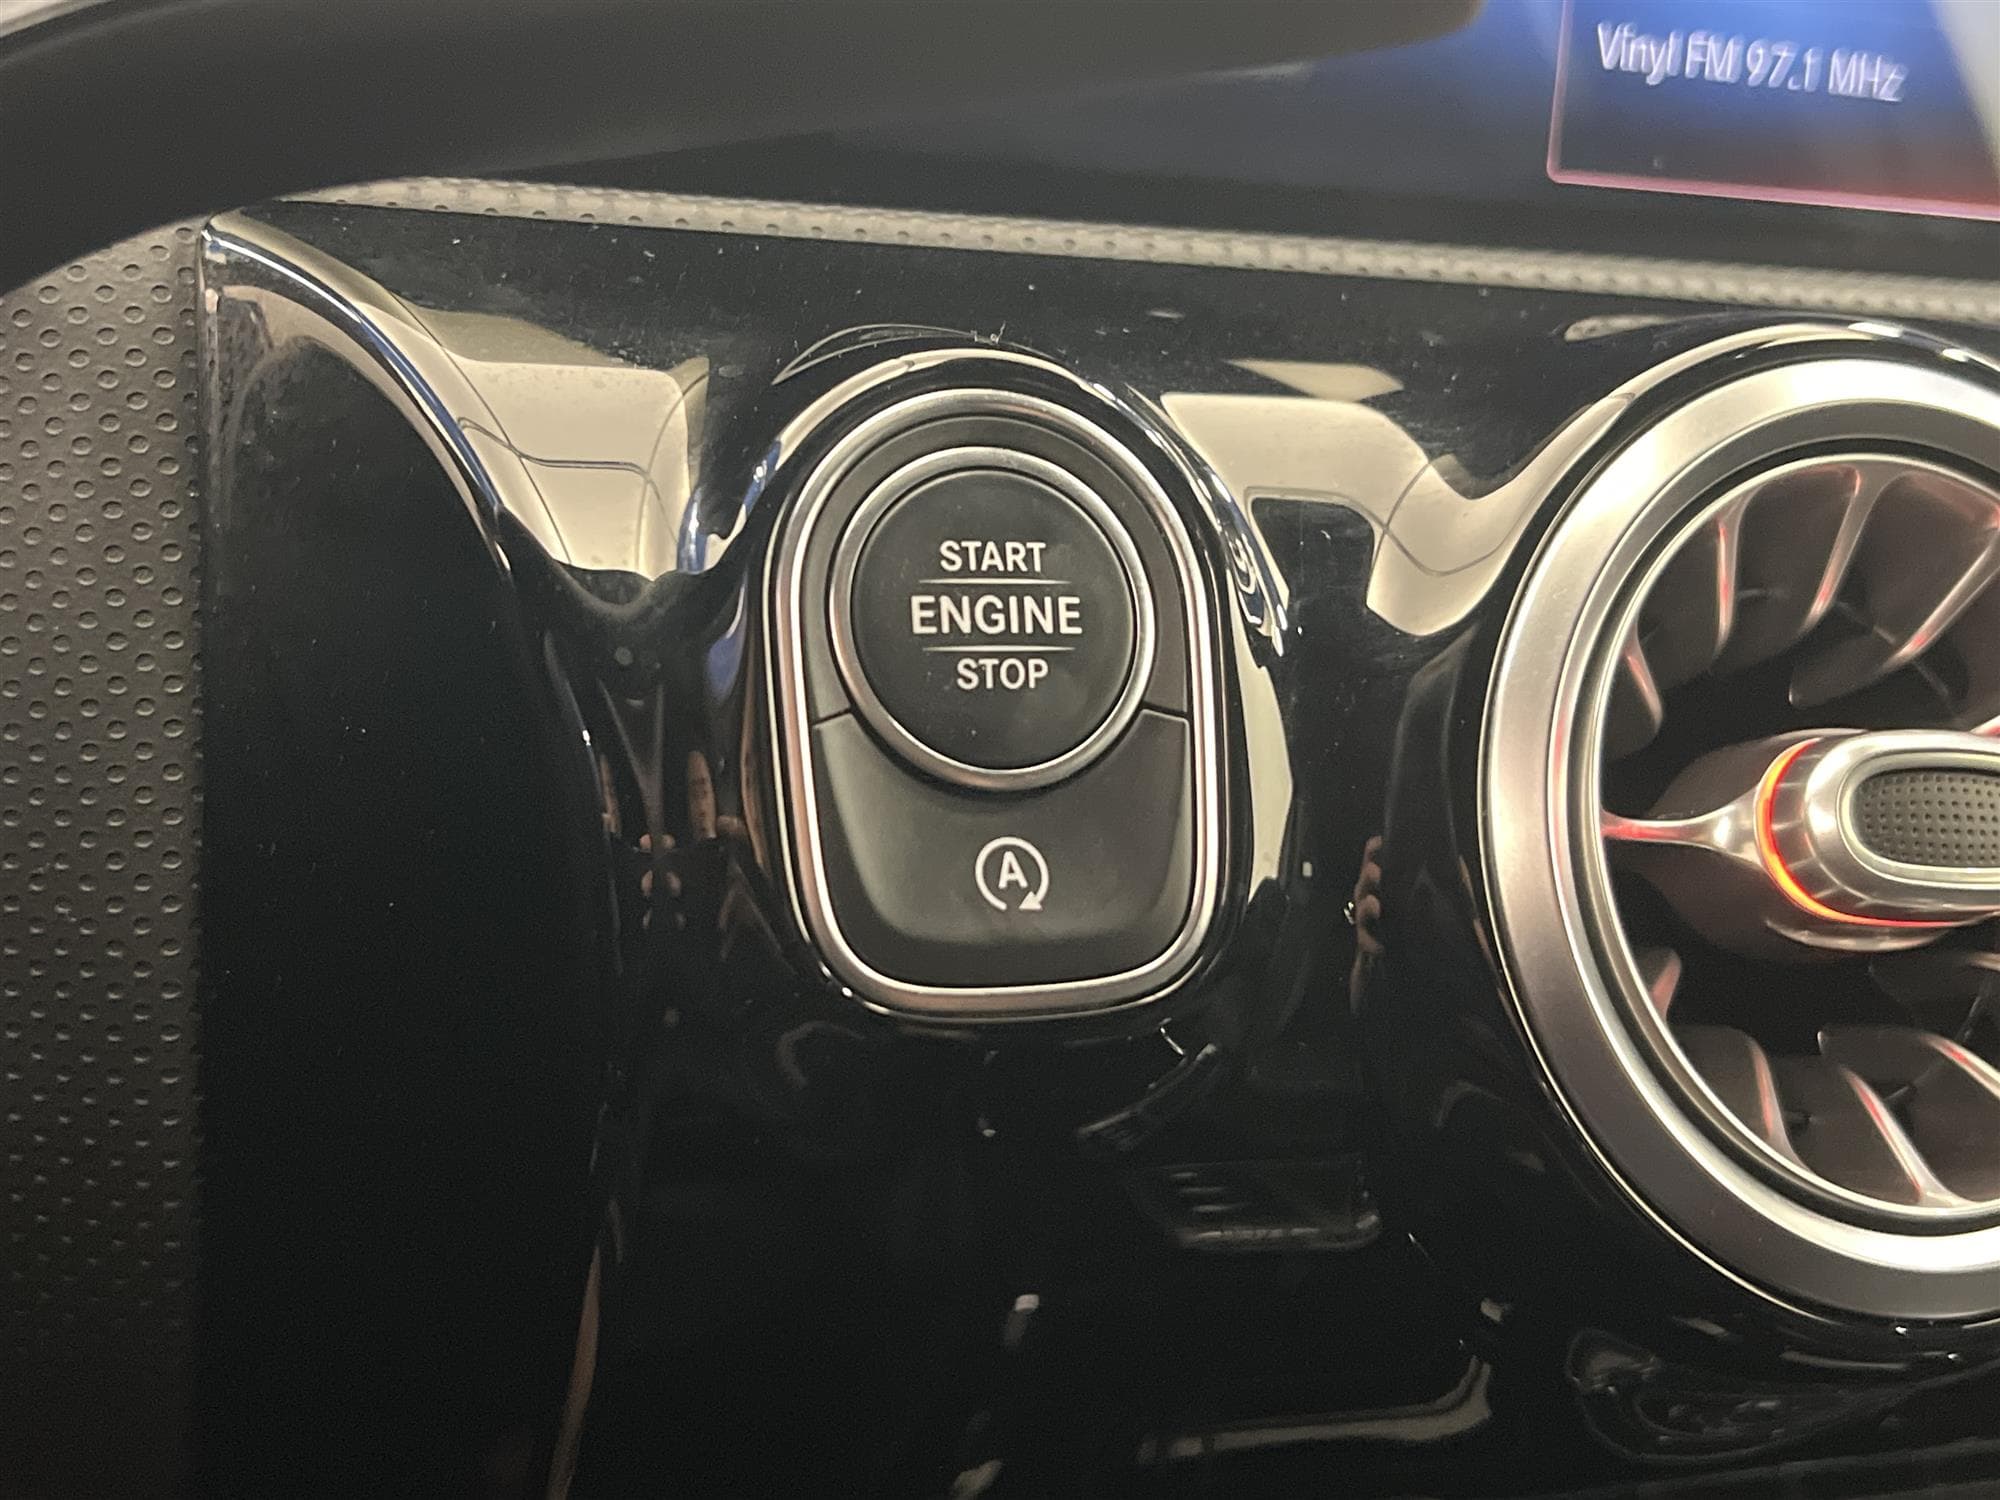 Vinyl FM 97.1 MHz
START
ENGINE
STOP
A